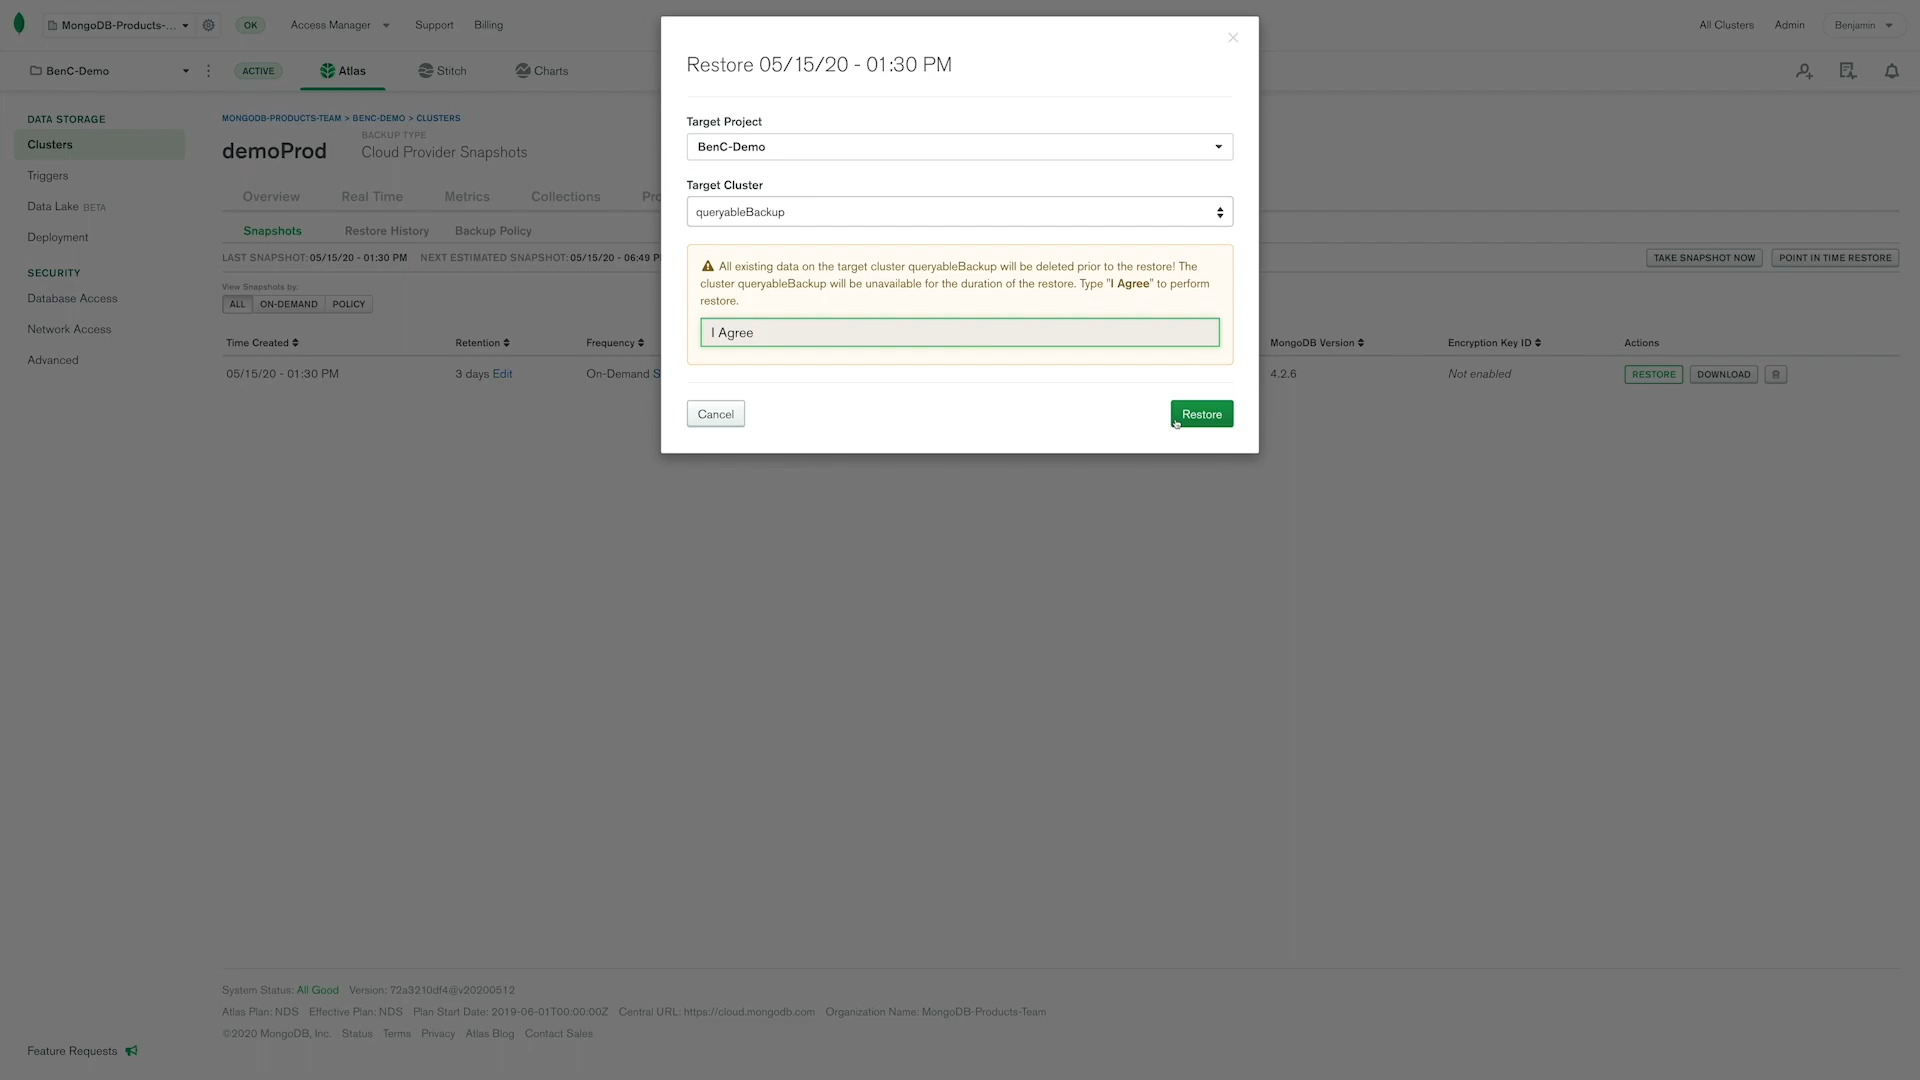 MongoDB-Products-...
OK
Access Manager
Support
Billing
All Clusters
Admin
Benjamin
BenC-Demo
ACTIVE
Atlas
Stitch
Charts
DATA STORAGE
Clusters
Triggers
Data Lake BETA
Deployment
SECURITY
Database Access
Network Access
Advanced
Feature Requests
MONGODB-PRODUCTS-TEAM > BENC-DEMO > CLUSTERS
demoProd
BACKUP TYPE
Cloud Provider Snapshots
Overview
Real Time
Metrics
Collections
Snapshots
Restore History
Backup Policy
LAST SNAPSHOT: 05/15/20 - 01:30 PM NEXT ESTIMATED SNAPSHOT: 05/15/20 - 06:49
TAKE SNAPSHOT NOW
POINT IN TIME RESTORE
View Snapshots by:
ALL
ON-DEMAND
POLICY
Time Created
Retention
Frequency
MongoDB Version
Encryption Key ID
Actions
05/15/20 - 01:30 PM
3 days Edit
On-Demand
4.2.6
Not enabled
RESTORE
DOWNLOAD
Restore 05/15/20 - 01:30 PM
Target Project
BenC-Demo
Target Cluster
queryableBackup
All existing data on the target cluster queryableBackup will be deleted prior to the restore! The
cluster queryableBackup will be unavailable for the duration of the restore. Type "I Agree" to perform
restore.
I Agree
Cancel
Restore
System Status: All Good Version: 72a3210df4@v20200512
Atlas Plan: NDS Effective Plan: NDS Plan Start Date: 2019-06-01T00:00:00Z Central URL: https://cloud.mongodb.com Organization Name: MongoDB-Products-Team
©2020 MongoDB, Inc. Status Terms Privacy Atlas Blog Contact Sales